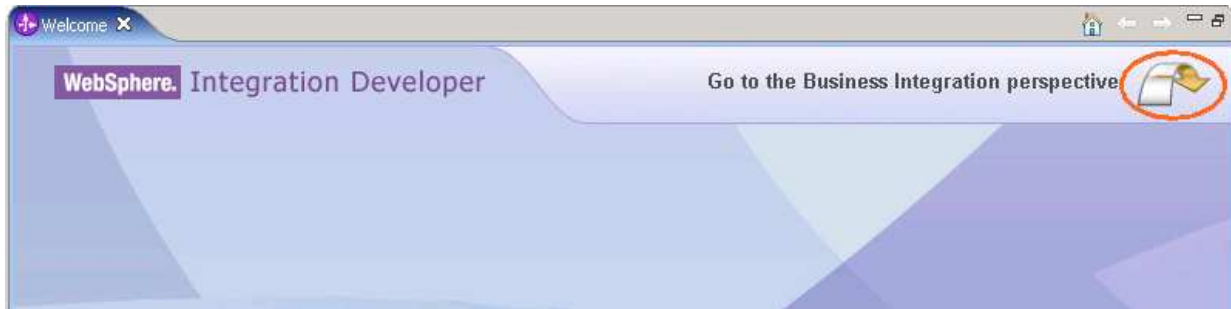 Welcome
WebSphere. Integration Developer
Go to the Business Integration perspective